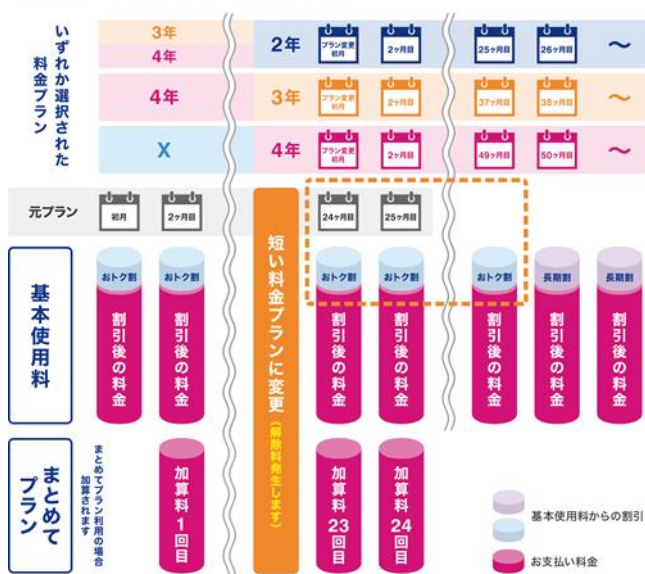 いずれか選択された
料金プラン
3年
4年
2年
プラン変更
初月
2ヶ月目
25ヶ月目
26ヶ月目
～
4年
3年
プラン変更
初月
2ヶ月目
37ヶ月目
38ヶ月目
～
X
4年
プラン変更
初月
2ヶ月目
49ヶ月目
50ヶ月目
～
元プラン
初月
2ヶ月目
24ヶ月目
25ヶ月目
短い料金プランに変更
(解除料発生します)
基本使用料
おトク割
割引後の料金
おトク割
割引後の料金
おトク割
割引後の料金
おトク割
割引後の料金
おトク割
割引後の料金
長期割
割引後の料金
長期割
割引後の料金
まとめて
プラン
まとめてプラン利用の場合
加算されます
加算料
1
回目
加算料
23
回目
加算料
24
回目
基本使用料からの割引
お支払い料金